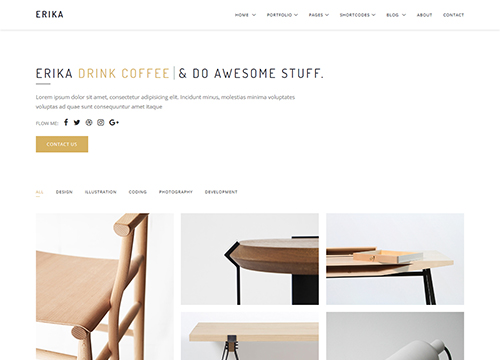 ERIKA
HOME PORTFOLIO PAGES SHORTCODES BLOG ABOUT CONTACT
ERIKA DRINK COFFEE & DO AWESOME STUFF.
Lorem ipsum dolor sit amet, consectetur adipisicing elit. Incidunt minus, molestias minima voluptates
voluptas ad quae sunt consequuntur amet itaque
FLOW ME:
CONTACT US
ALL DESIGN ILLUSTRATION CODING PHOTOGRAPHY DEVELOPMENT